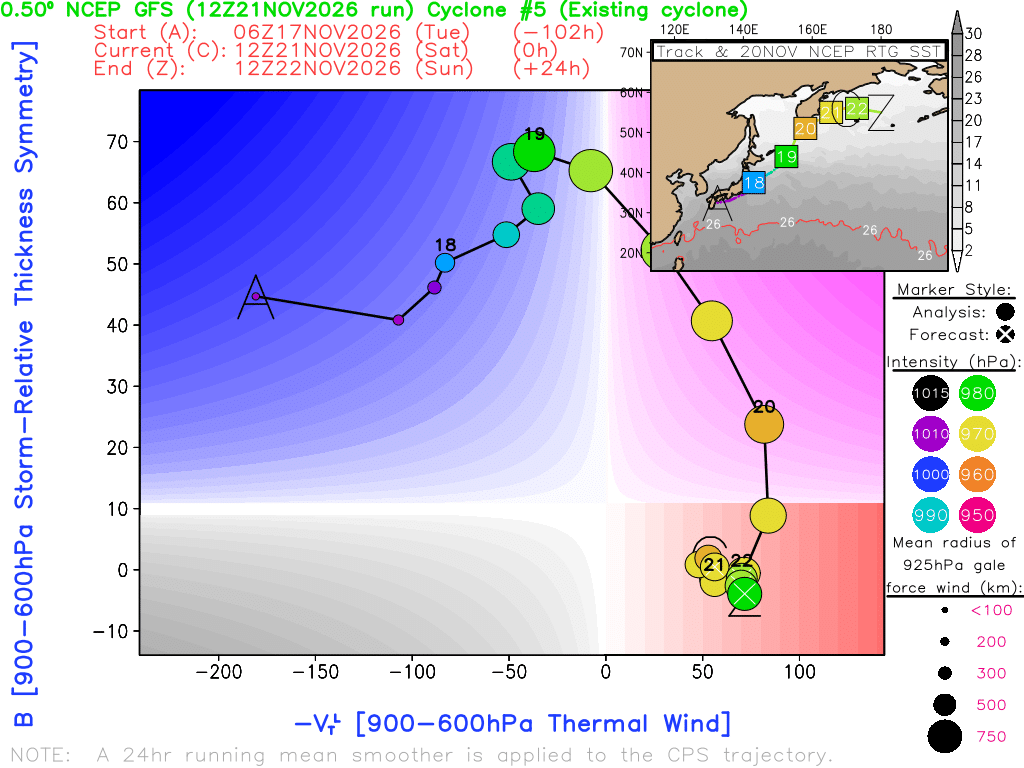 0.50° NCEP GFS (12Z21NOV2026 run) Cyclone #5 (Existing cyclone)
Start (A): 06Z17NOV2026 (Tue) (−102h)
Current (C): 12Z21NOV2026 (Sat) (0h)
End (Z): 12Z22NOV2026 (Sun) (+24h)
120E 140E 160E 180
Track & 20NOV NCEP RTG SST
70N
60N
50N
40N
30N
20N
A
18
19
20
21
C
22
Z
26
26
26
26
30
28
26
23
20
17
14
11
8
5
2
B [900−600hPa Storm−Relative Thickness Symmetry]
70
60
50
40
30
20
10
0
−10
A
18
19
20
21
22
C
Z
−200 −150 −100 −50 0 50 100
−VTL [900−600hPa Thermal Wind]
Marker Style:
Analysis:
Forecast:
Intensity (hPa):
1015 980
1010 970
1000 960
990 950
Mean radius of
925hPa gale
force wind (km):
<100
200
300
500
750
NOTE: A 24hr running mean smoother is applied to the CPS trajectory.